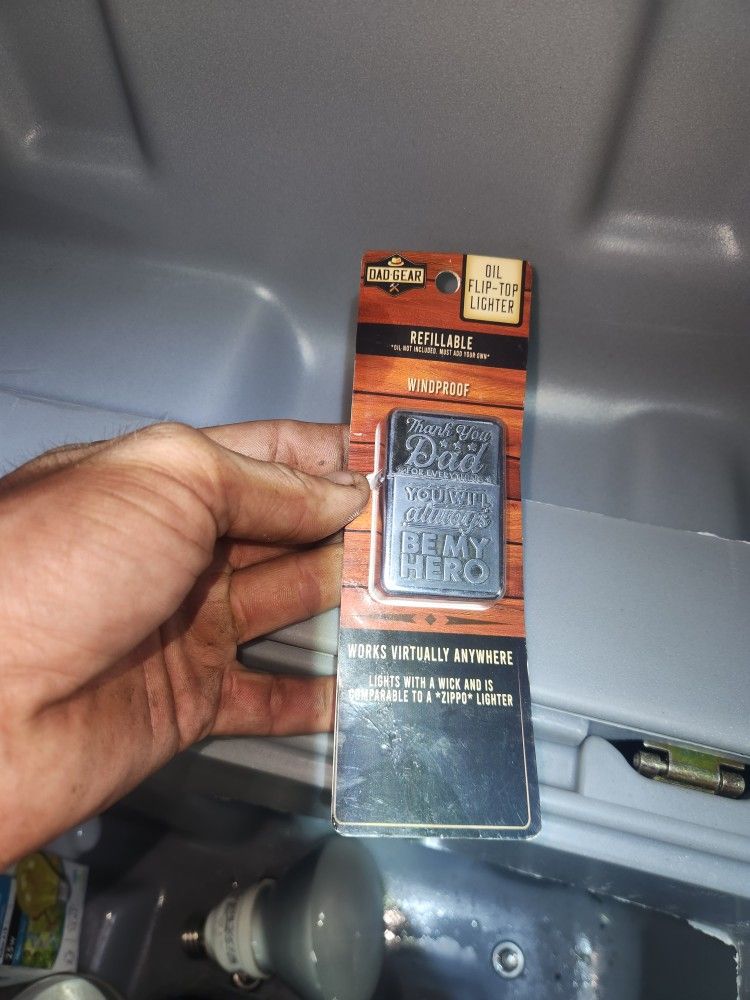 DAD GEAR
OIL
FLIP-TOP
LIGHTER
REFILLABLE
*OIL NOT INCLUDED, MUST ADD YOUR OWN*
WINDPROOF
Thank You
Dad
FOR EVERYTHING
YOU WILL
always
BE MY
HERO
WORKS VIRTUALLY ANYWHERE
LIGHTS WITH A WICK AND IS
COMPARABLE TO A *ZIPPO* LIGHTER